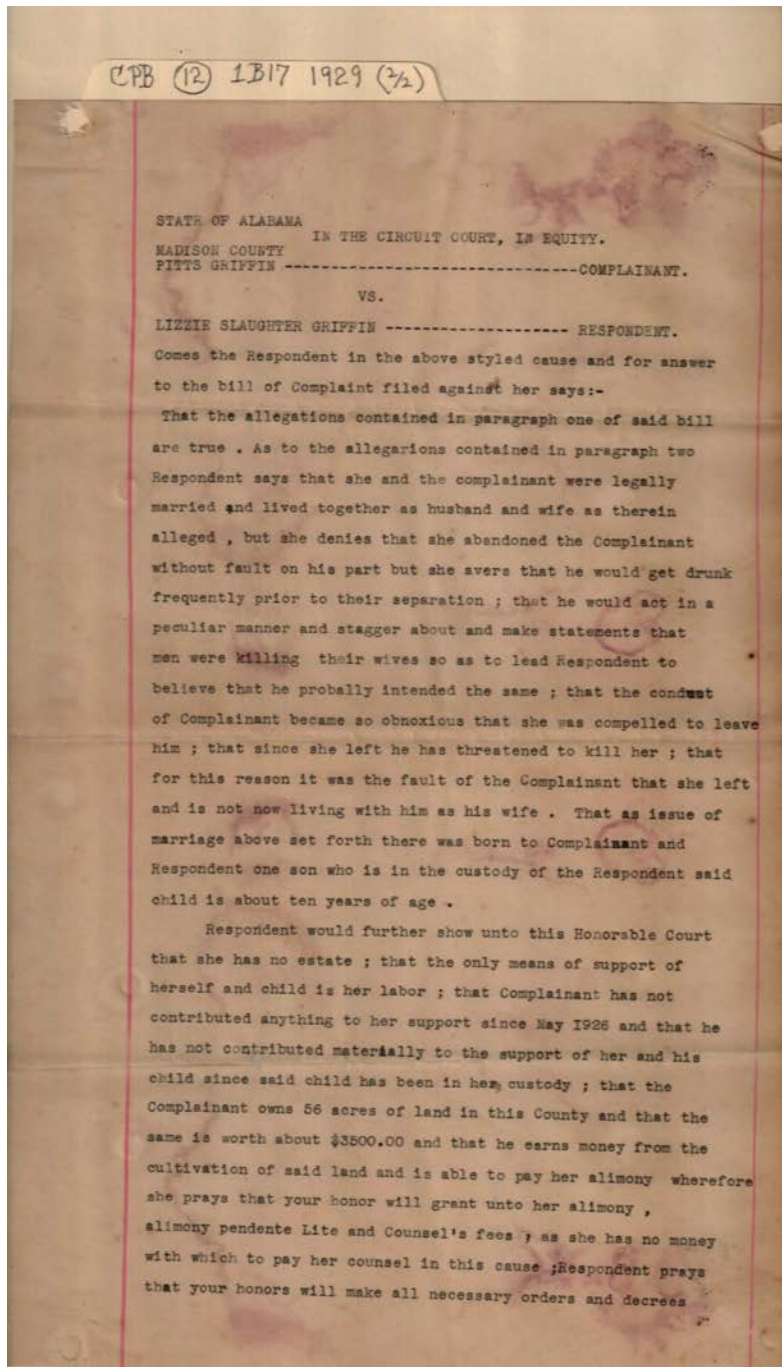 CPB (12) 1B17 1929 (2/2)
STATE OF ALABAMA
IN THE CIRCUIT COURT, IN EQUITY.
MADISON COUNTY
PITTS GRIFFIN --------------------------------COMPLAINANT.
VS.
LIZZIE SLAUGHTER GRIFFIN -------------------- RESPONDENT.
Comes the Respondent in the above styled cause and for answer
to the bill of Complaint filed against her says:-
That the allegations contained in paragraph one of said bill
are true . As to the allegarions contained in paragraph two
Respondent says that she and the complainant were legally
married and lived together as husband and wife as therein
alleged , but she denies that she abandoned the Complainant
without fault on his part but she avers that he would get drunk
frequently prior to their separation ; that he would act in a
peculiar manner and stagger about and make statements that
men were killing their wives so as to lead Respondent to
believe that he probally intended the same ; that the conduct
of Complainant became so obnoxious that she was compelled to leave
him ; that since she left he has threatened to kill her ; that
for this reason it was the fault of the Complainant that she left
and is not now living with him as his wife . That as issue of
marriage above set forth there was born to Complainant and
Respondent one son who is in the custody of the Respondent said
child is about ten years of age .
Respondent would further show unto this Honorable Court
that she has no estate ; that the only means of support of
herself and child is her labor ; that Complainant has not
contributed anything to her support since May I926 and that he
has not contributed materially to the support of her and his
child since said child has been in her custody ; that the
Complainant owns 56 acres of land in this County and that the
same is worth about $3500.00 and that he earns money from the
cultivation of said land and is able to pay her alimony wherefore
she prays that your honor will grant unto her alimony ,
alimony pendente Lite and Counsel's fees ; as she has no money
with which to pay her counsel in this cause ;Respondent prays
that your honors will make all necessary orders and decrees